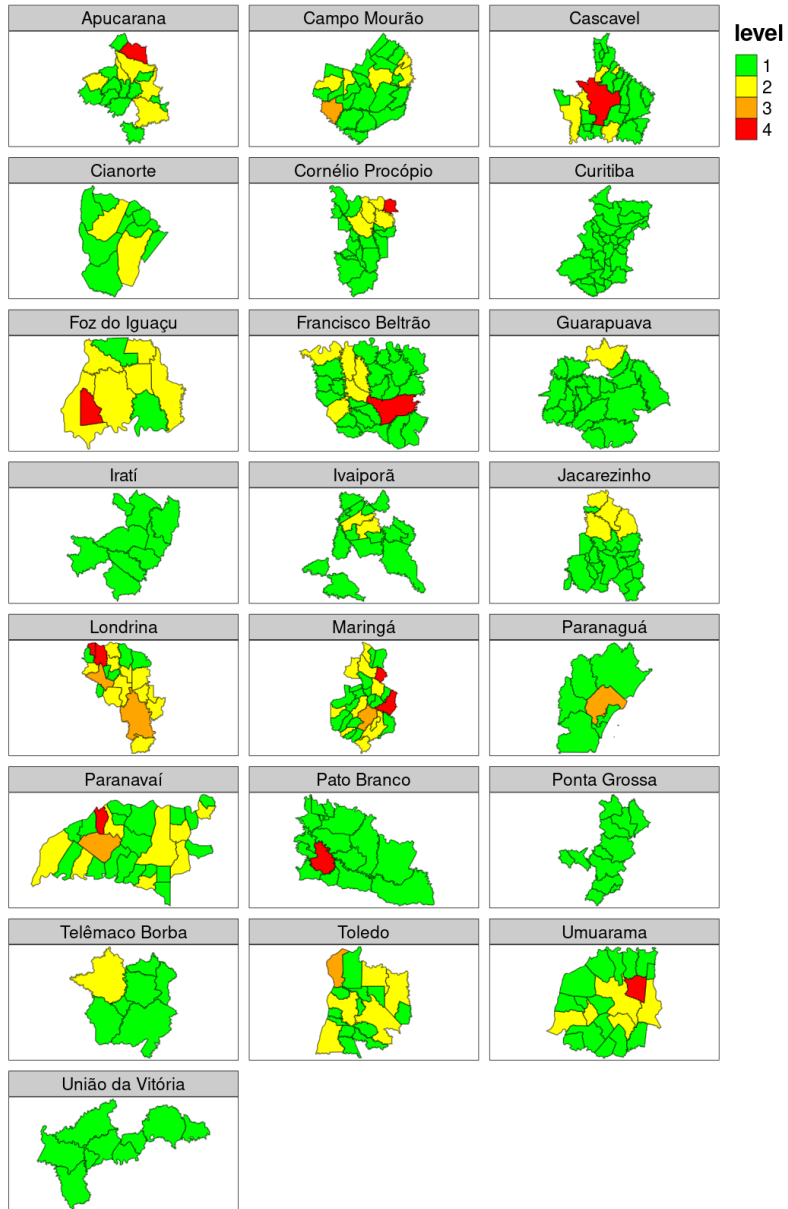 Apucarana
Campo Mourão
Cascavel
level
1
2
3
4
Cianorte
Cornélio Procópio
Curitiba
Foz do Iguaçu
Francisco Beltrão
Guarapuava
Iratí
Ivaiporã
Jacarezinho
Londrina
Maringá
Paranaguá
Paranavaí
Pato Branco
Ponta Grossa
Telêmaco Borba
Toledo
Umuarama
União da Vitória